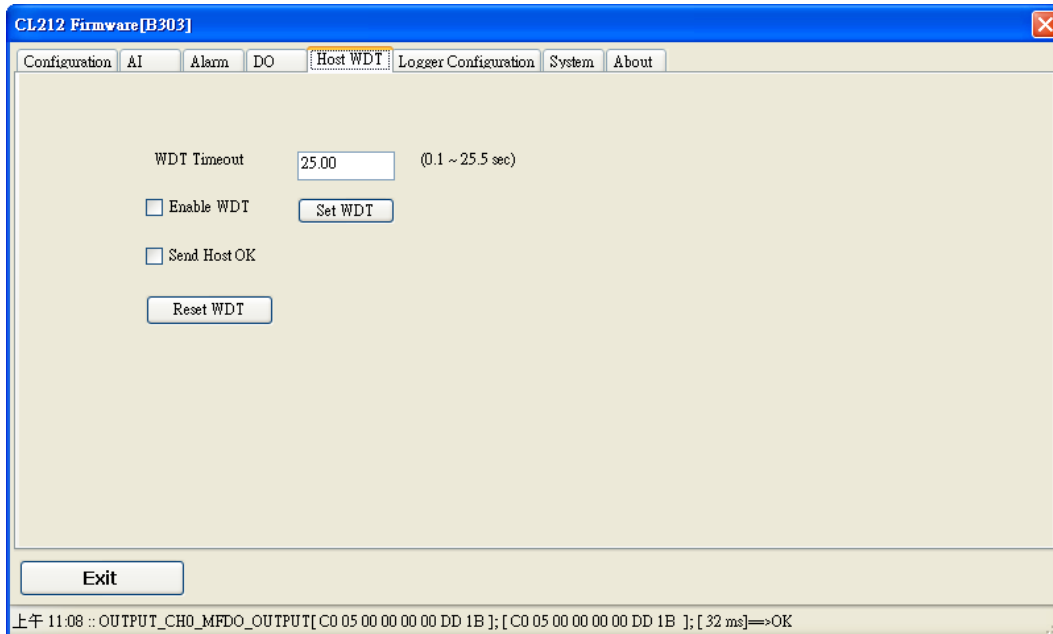 CL212 Firmware[B303]
Configuration AI Alarm DO Host WDT Logger Configuration System About
WDT Timeout 25.00 (0.1 ~ 25.5 sec)
Enable WDT Set WDT
Send Host OK
Reset WDT
Exit
上午 11:08 :: OUTPUT_CH0_MFDO_OUTPUT[ C0 05 00 00 00 00 DD 1B ]; [ C0 05 00 00 00 00 DD 1B ]; [ 32 ms]==>OK